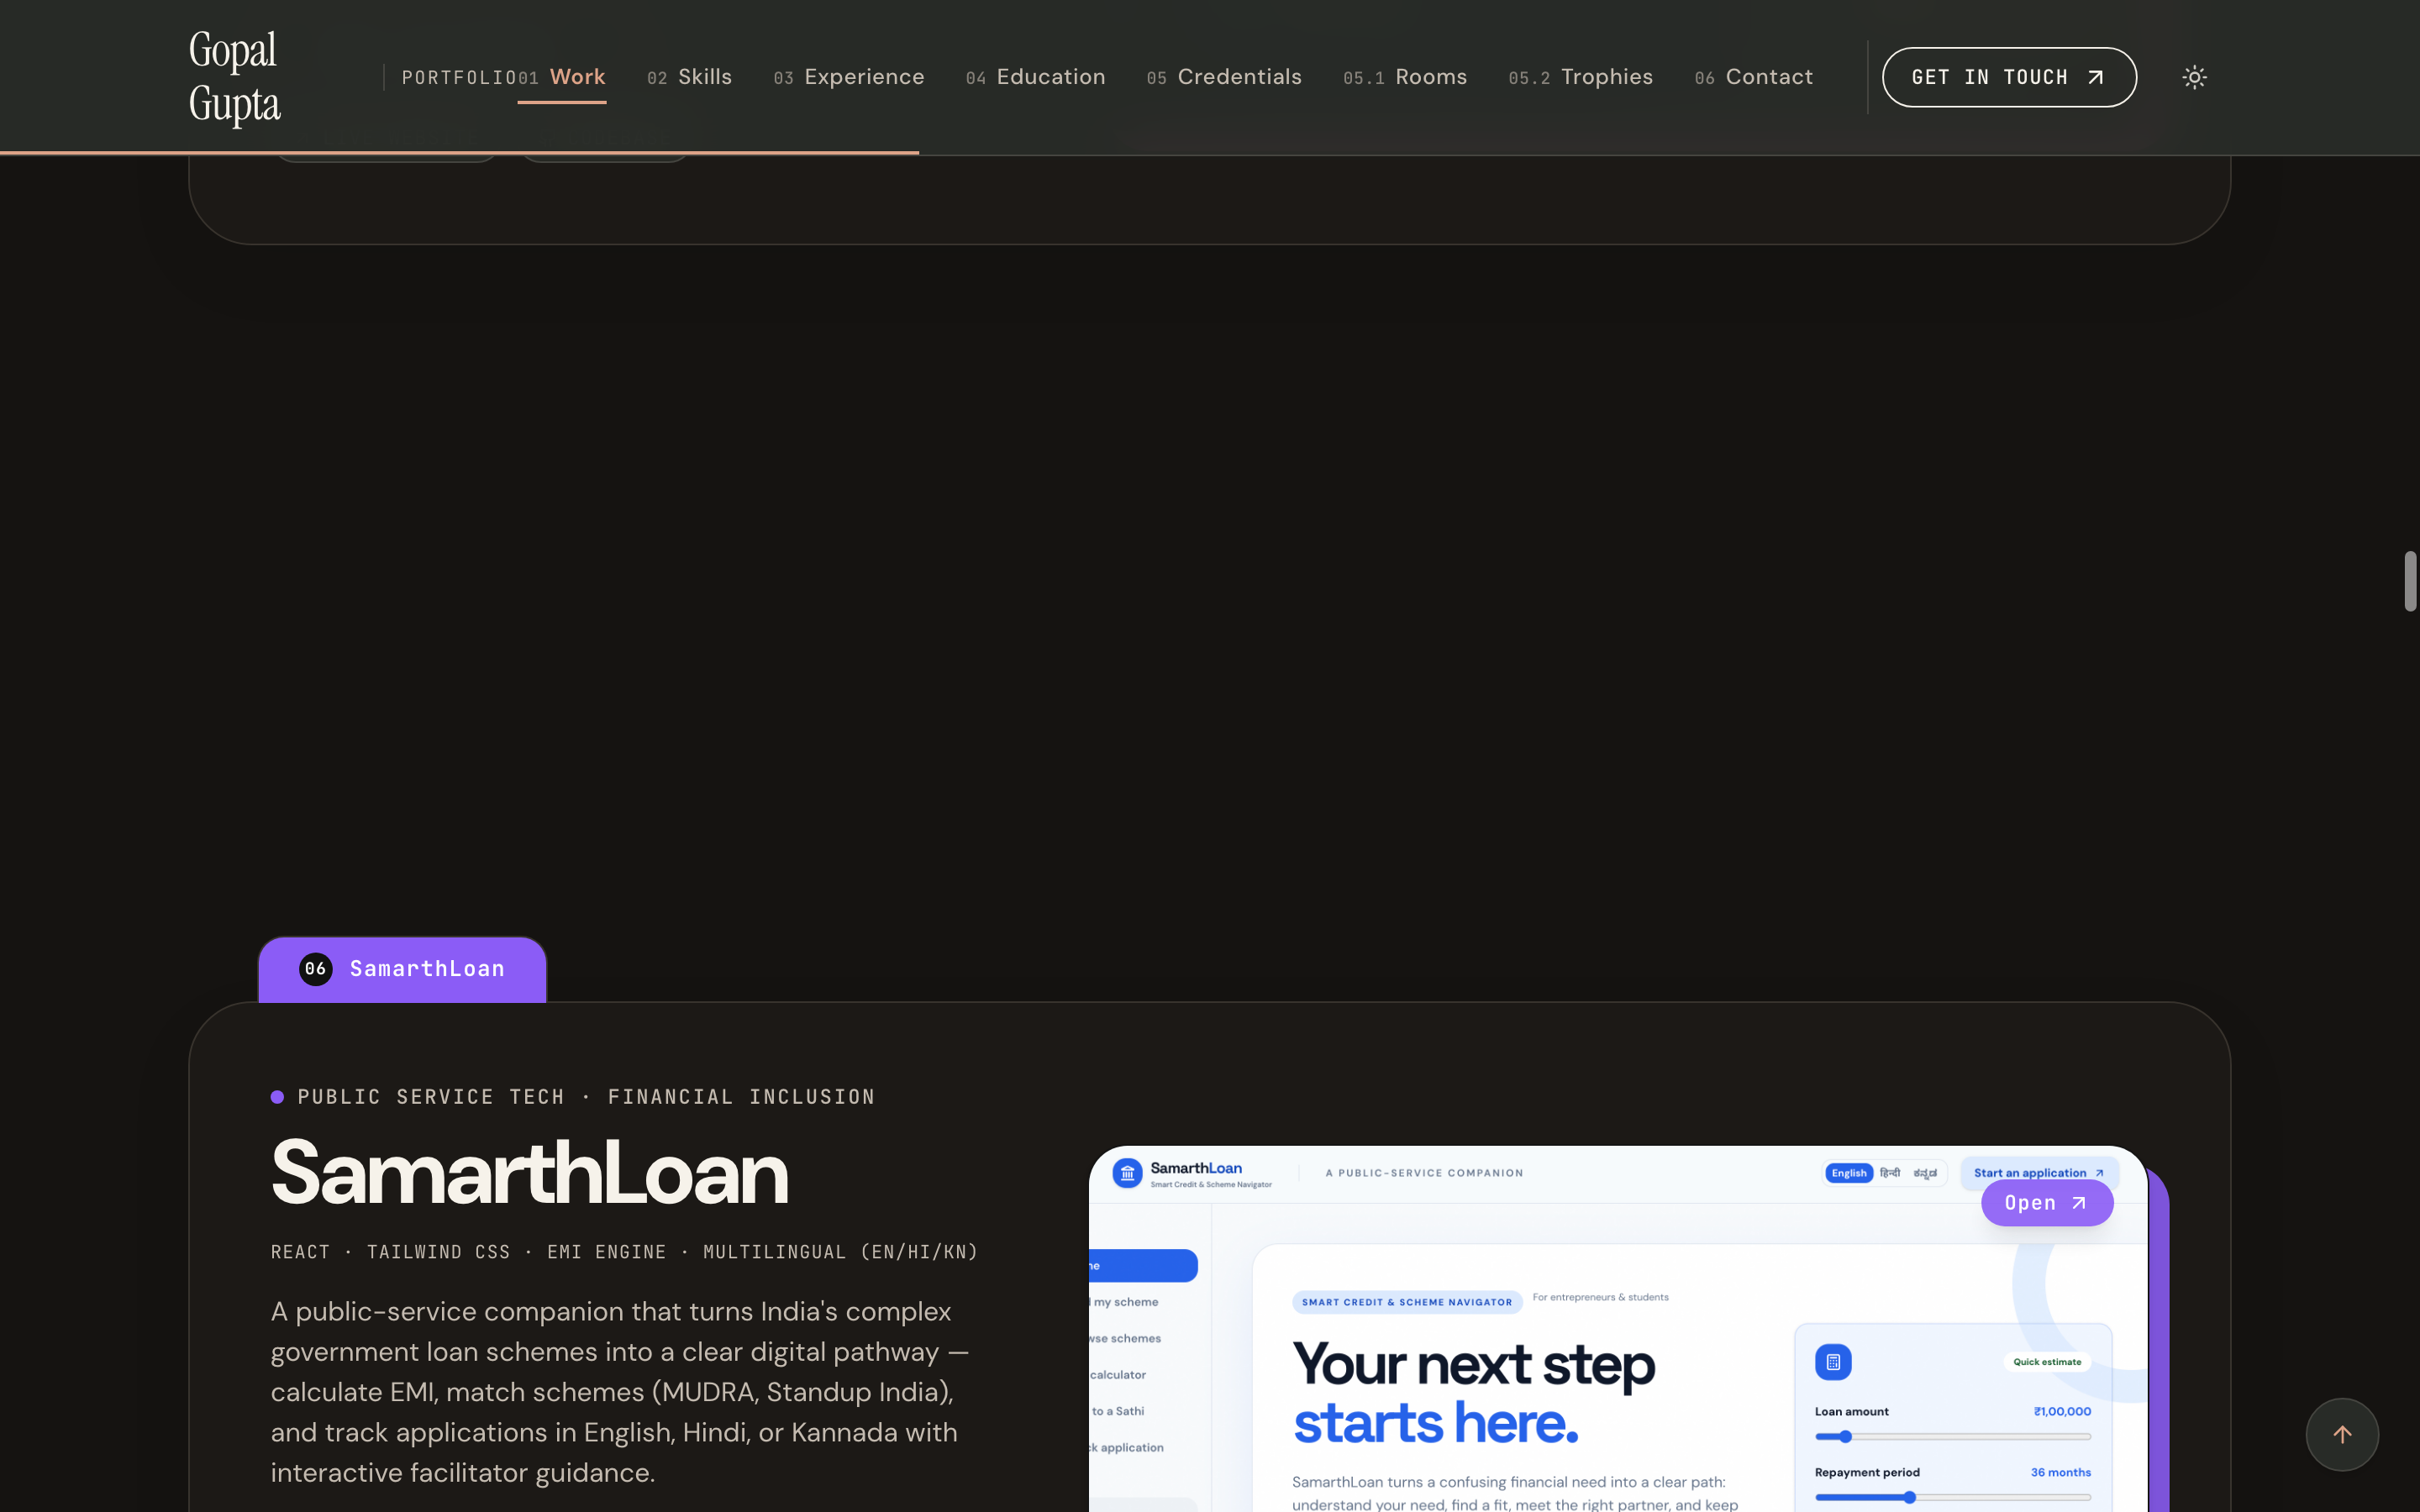 Gopal
Gupta
PORTFOLIO
01 Work
02 Skills
03 Experience
04 Education
05 Credentials
05.1 Rooms
05.2 Trophies
06 Contact
GET IN TOUCH
06 SamarthLoan
PUBLIC SERVICE TECH · FINANCIAL INCLUSION
SamarthLoan
REACT · TAILWIND CSS · EMI ENGINE · MULTILINGUAL (EN/HI/KN)
A public-service companion that turns India's complex
government loan schemes into a clear digital pathway —
calculate EMI, match schemes (MUDRA, Standup India),
and track applications in English, Hindi, or Kannada with
interactive facilitator guidance.
SamarthLoan
Smart Credit & Scheme Navigator
A PUBLIC-SERVICE COMPANION
English हिन्दी ಕನ್ನಡ
Start an application
Open
my scheme
schemes
calculator
to a Sathi
application
SMART CREDIT & SCHEME NAVIGATOR
For entrepreneurs & students
Your next step
starts here.
SamarthLoan turns a confusing financial need into a clear path:
understand your need, find a fit, meet the right partner, and keep
Quick estimate
Loan amount ₹1,00,000
Repayment period 36 months